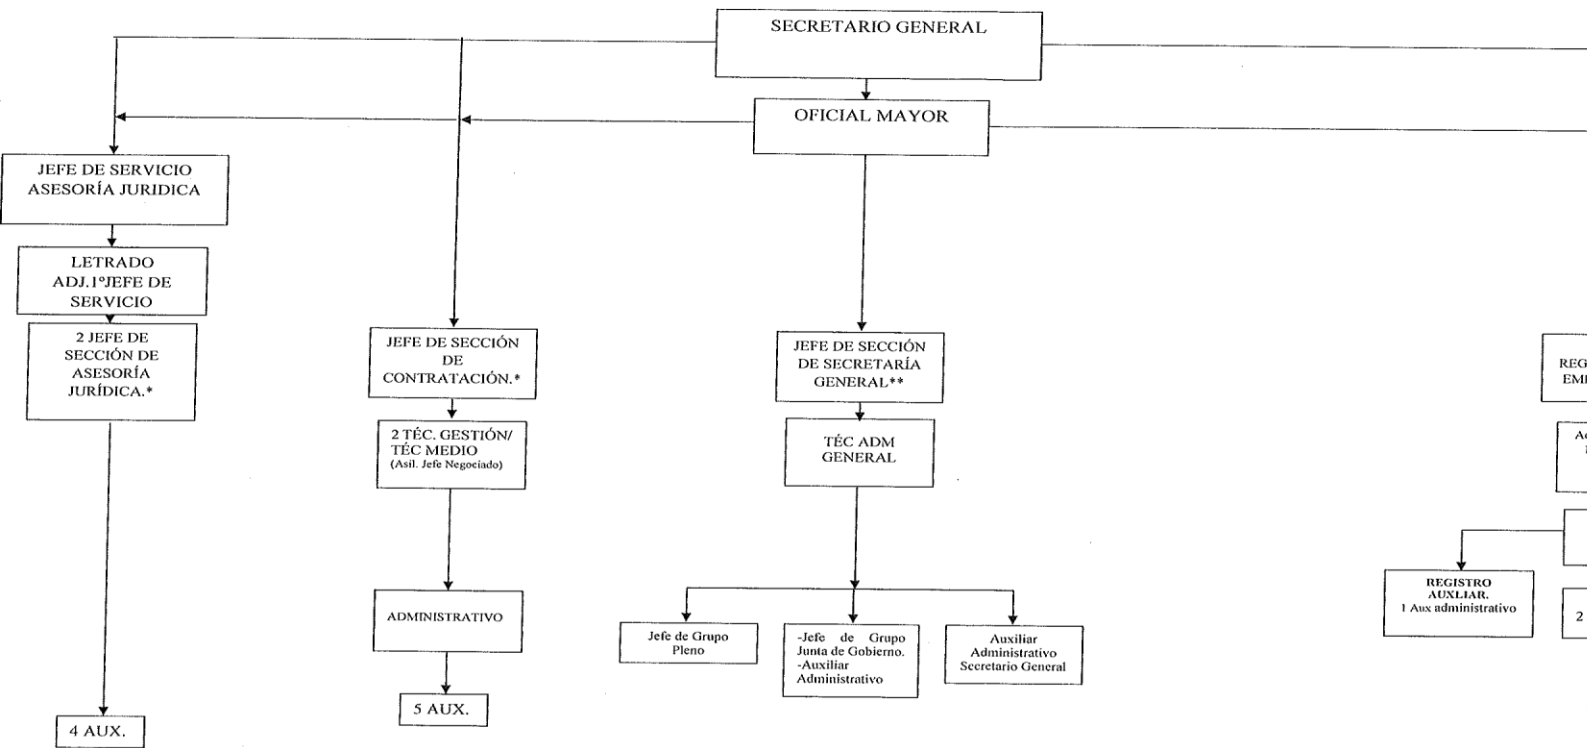 SECRETARIO GENERAL
OFICIAL MAYOR
JEFE DE SERVICIO
ASESORÍA JURIDICA
LETRADO
ADJ.1ºJEFE DE
SERVICIO
2 JEFE DE
SECCIÓN DE
ASESORÍA
JURÍDICA.*
4 AUX.
JEFE DE SECCIÓN
DE
CONTRATACIÓN.*
2 TÉC. GESTIÓN/
TÉC MEDIO
(Asil. Jefe Negociado)
ADMINISTRATIVO
5 AUX.
JEFE DE SECCIÓN
DE SECRETARÍA
GENERAL**
TÉC ADM
GENERAL
Jefe de Grupo
Pleno
-Jefe de Grupo
Junta de Gobierno.
-Auxiliar
Administrativo
Auxiliar
Administrativo
Secretario General
REGISTRO
AUXLIAR.
1 Aux administrativo
2